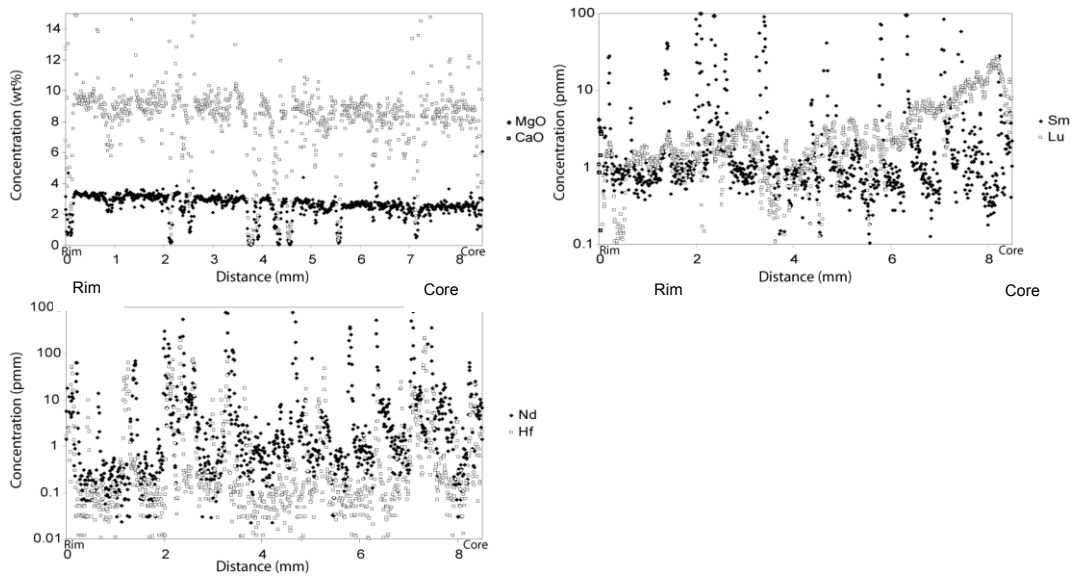 14
12
10
8
6
4
2
0
Concentration (wt%)
MgO
CaO
Rim
Core
0 1 2 3 4 5 6 7 8
Distance (mm)
Rim
Core
100
10
1
0.1
Concentration (pmm)
Sm
Lu
Rim
Core
0 2 4 6 8
Distance (mm)
Rim
Core
100
100
10
1
0.1
0.01
Concentration (pmm)
Nd
Hf
Rim
Core
0 2 4 6 8
Distance (mm)